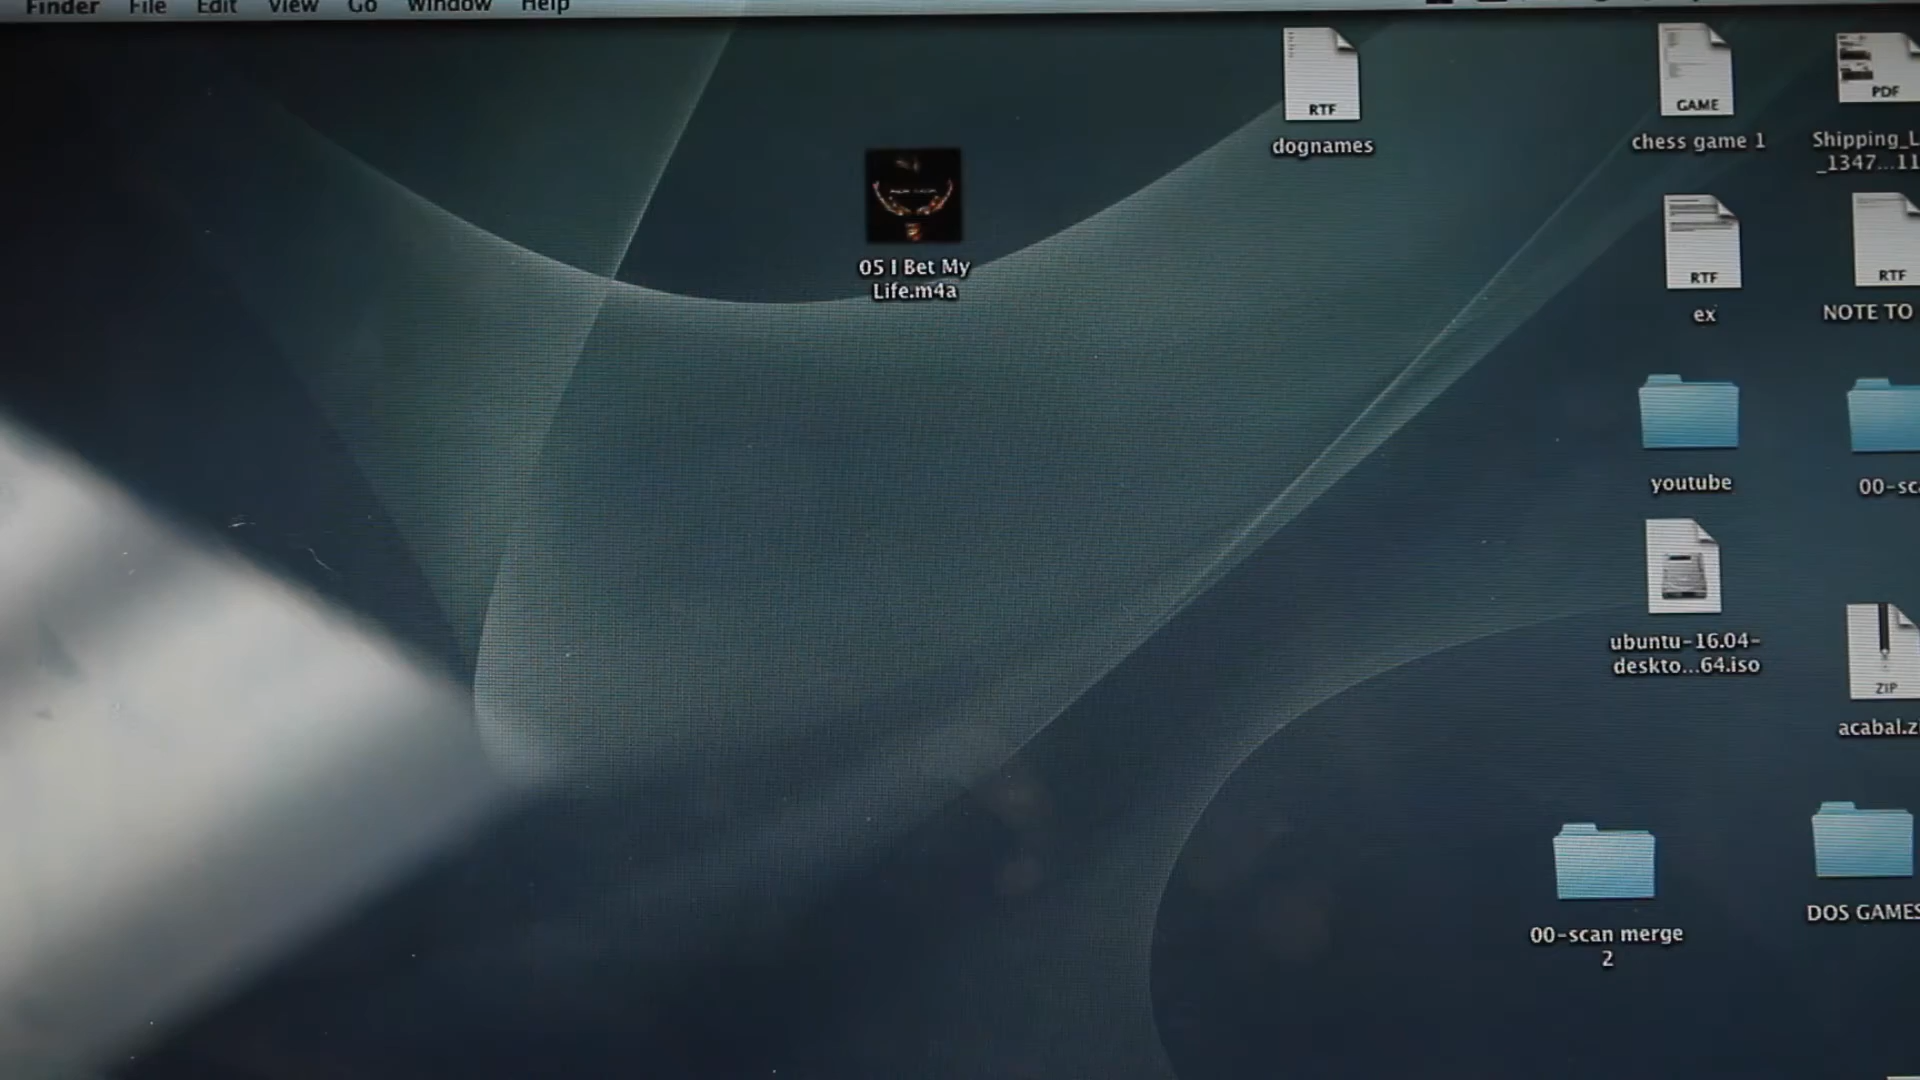 Finder File Edit View Go Window Help
RTF
dognames
GAME
chess game 1
PDF
Shipping_L
_1347...11
05 I Bet My
Life.m4a
RTF
ex
RTF
NOTE TO
youtube
00-sc
ubuntu-16.04-
deskto...64.iso
ZIP
acabal.z
00-scan merge
2
DOS GAMES